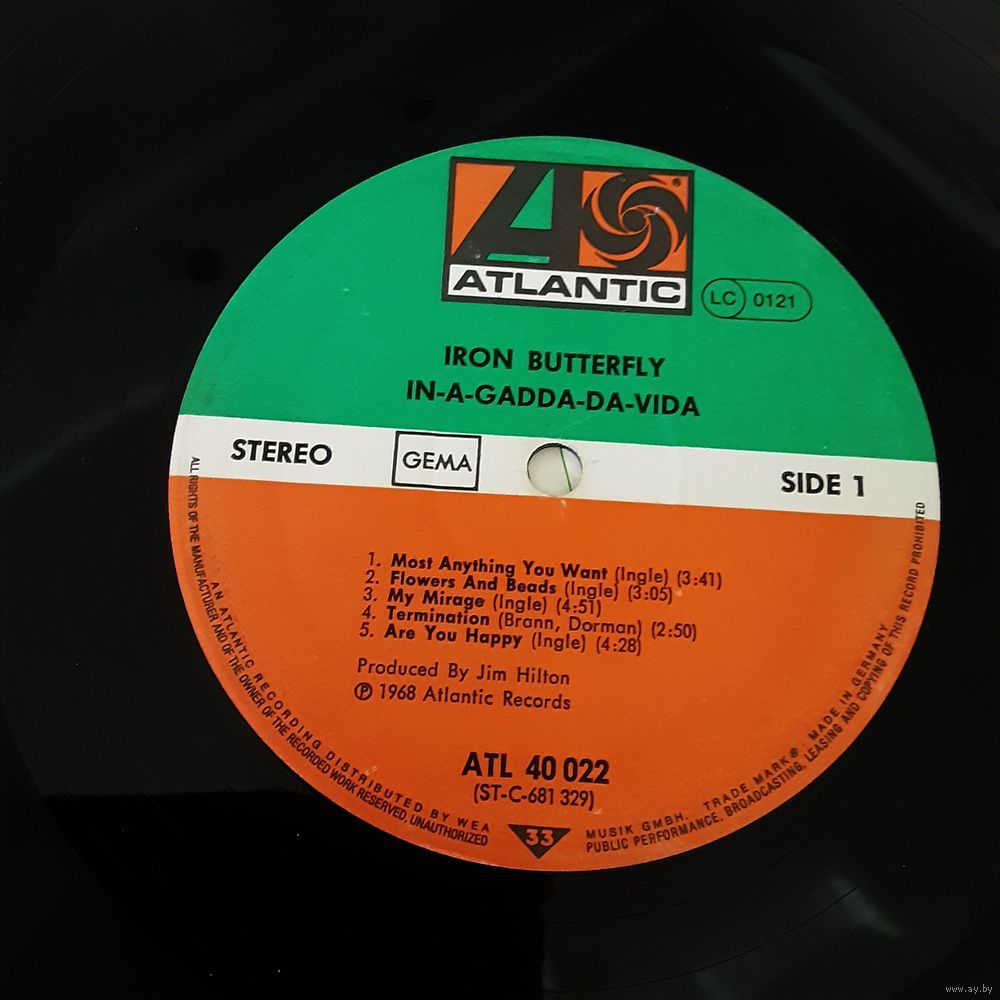 ATLANTIC
®
LC 0121
IRON BUTTERFLY
IN-A-GADDA-DA-VIDA
STEREO
GEMA
SIDE 1
1. Most Anything You Want (Ingle) (3:41)
2. Flowers And Beads (Ingle) (3:05)
3. My Mirage (Ingle) (4:51)
4. Termination (Brann, Dorman) (2:50)
5. Are You Happy (Ingle) (4:28)
Produced By Jim Hilton
Ⓟ 1968 Atlantic Records
ATL 40 022
(ST-C-681 329)
33
AN ATLANTIC RECORDING DISTRIBUTED BY WEA MUSIK GMBH. TRADE MARK ® MADE IN GERMANY
ALL RIGHTS OF THE MANUFACTURER AND OF THE OWNER OF THE RECORDED WORK RESERVED, UNAUTHORIZED PUBLIC PERFORMANCE, BROADCASTING, LEASING AND COPYING OF THIS RECORD PROHIBITED
www.ay.by